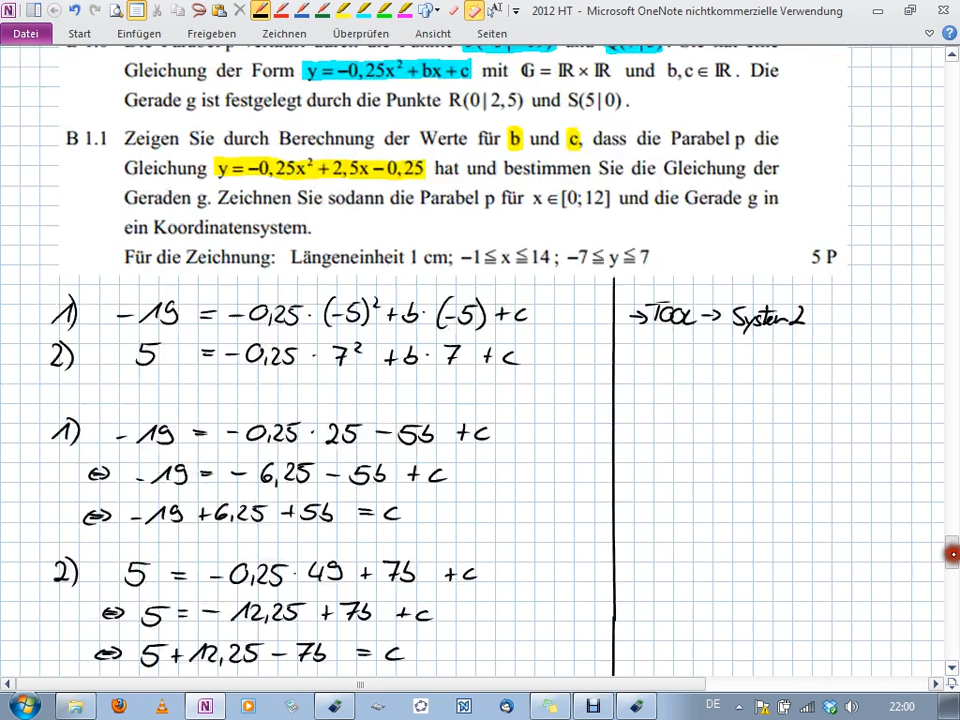 2012 HT - Microsoft OneNote nichtkommerzielle Verwendung
Datei Start Einfügen Freigeben Zeichnen Überprüfen Ansicht Seiten
Gleichung der Form y = −0,25x² + bx + c mit 𝔾 = ℝ × ℝ und b, c ∈ ℝ. Die
Gerade g ist festgelegt durch die Punkte R(0|2,5) und S(5|0).
B 1.1 Zeigen Sie durch Berechnung der Werte für b und c, dass die Parabel p die
Gleichung y = −0,25x² + 2,5x − 0,25 hat und bestimmen Sie die Gleichung der
Geraden g. Zeichnen Sie sodann die Parabel p für x ∈ [0;12] und die Gerade g in
ein Koordinatensystem.
Für die Zeichnung: Längeneinheit 1 cm; −1 ≦ x ≦ 14; −7 ≦ y ≦ 7 5 P
1) -19 = -0,25 · (-5)² + b · (-5) + c
2) 5 = -0,25 · 7² + b · 7 + c
1) -19 = -0,25 · 25 - 5b + c
⇔ -19 = - 6,25 - 5b + c
⇔ -19 + 6,25 + 5b = c
2) 5 = -0,25 · 49 + 7b + c
⇔ 5 = - 12,25 + 7b + c
⇔ 5 + 12,25 - 7b = c
→ TOOL → System2
DE 22:00